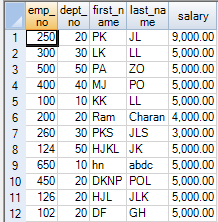 emp_no dept_no first_name last_name salary
1 250 20 PK JL 9,000.00
2 300 30 LK LL 5,000.00
3 500 50 PA ZO 5,000.00
4 400 40 MJ PO 5,000.00
5 100 10 KK LL 5,000.00
6 200 20 Ram Charan 4,000.00
7 260 30 PKS JLS 3,000.00
8 124 50 HJKL JK 5,000.00
9 650 10 hn abdc 5,000.00
10 450 20 DKNP POL 5,000.00
11 126 20 HJL JLK 5,000.00
12 102 20 DF GH 5,000.00